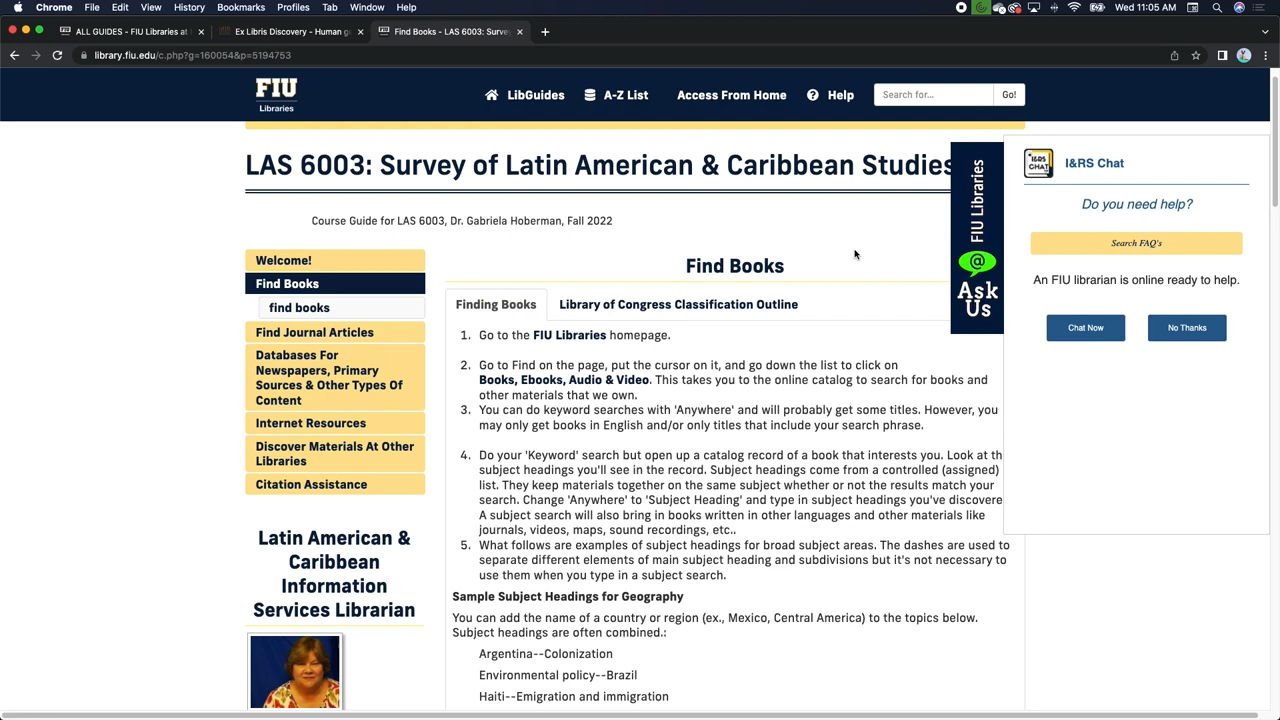 Chrome File Edit View History Bookmarks Profiles Tab Window Help Wed 11:05 AM
ALL GUIDES - FIU Libraries at Ex Libris Discovery - Human g Find Books - LAS 6003: Surve
library.fiu.edu/c.php?g=160054&p=5194753
FIU
Libraries
LibGuides A-Z List Access From Home Help Search for... Go!
LAS 6003: Survey of Latin American & Caribbean Studies
Course Guide for LAS 6003, Dr. Gabriela Hoberman, Fall 2022
Welcome!
Find Books
find books
Find Journal Articles
Databases For
Newspapers, Primary
Sources & Other Types Of
Content
Internet Resources
Discover Materials At Other
Libraries
Citation Assistance
Latin American &
Caribbean
Information
Services Librarian
Find Books
Finding Books Library of Congress Classification Outline
1. Go to the FIU Libraries homepage.
2. Go to Find on the page, put the cursor on it, and go down the list to click on
Books, Ebooks, Audio & Video. This takes you to the online catalog to search for books and
other materials that we own.
3. You can do keyword searches with 'Anywhere' and will probably get some titles. However, you
may only get books in English and/or only titles that include your search phrase.
4. Do your 'Keyword' search but open up a catalog record of a book that interests you. Look at th
subject headings you'll see in the record. Subject headings come from a controlled (assigned)
list. They keep materials together on the same subject whether or not the results match your
search. Change 'Anywhere' to 'Subject Heading' and type in subject headings you've discovere
A subject search will also bring in books written in other languages and other materials like
journals, videos, maps, sound recordings, etc..
5. What follows are examples of subject headings for broad subject areas. The dashes are used to
separate different elements of main subject heading and subdivisions but it's not necessary to
use them when you type in a subject search.
Sample Subject Headings for Geography
You can add the name of a country or region (ex., Mexico, Central America) to the topics below.
Subject headings are often combined.:
Argentina--Colonization
Environmental policy--Brazil
Haiti--Emigration and immigration
FIU Libraries
@
Ask
Us
I&RS
CHAT
I&RS Chat
Do you need help?
Search FAQ's
An FIU librarian is online ready to help.
Chat Now No Thanks